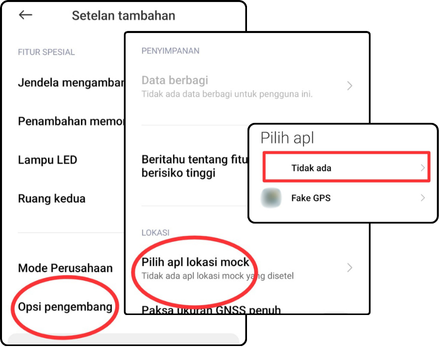 Setelan tambahan
FITUR SPESIAL
Jendela mengamban
Penambahan memor
Lampu LED
Ruang kedua
Mode Perusahaan
Opsi pengembang
PENYIMPANAN
Data berbagi
Tidak ada data berbagi untuk pengguna ini.
Beritahu tentang fitu
berisiko tinggi
LOKASI
Pilih apl lokasi mock
Tidak ada apl lokasi mock yang disetel
Paksa ukuran GNSS penuh
Pilih apl
Tidak ada
Fake GPS